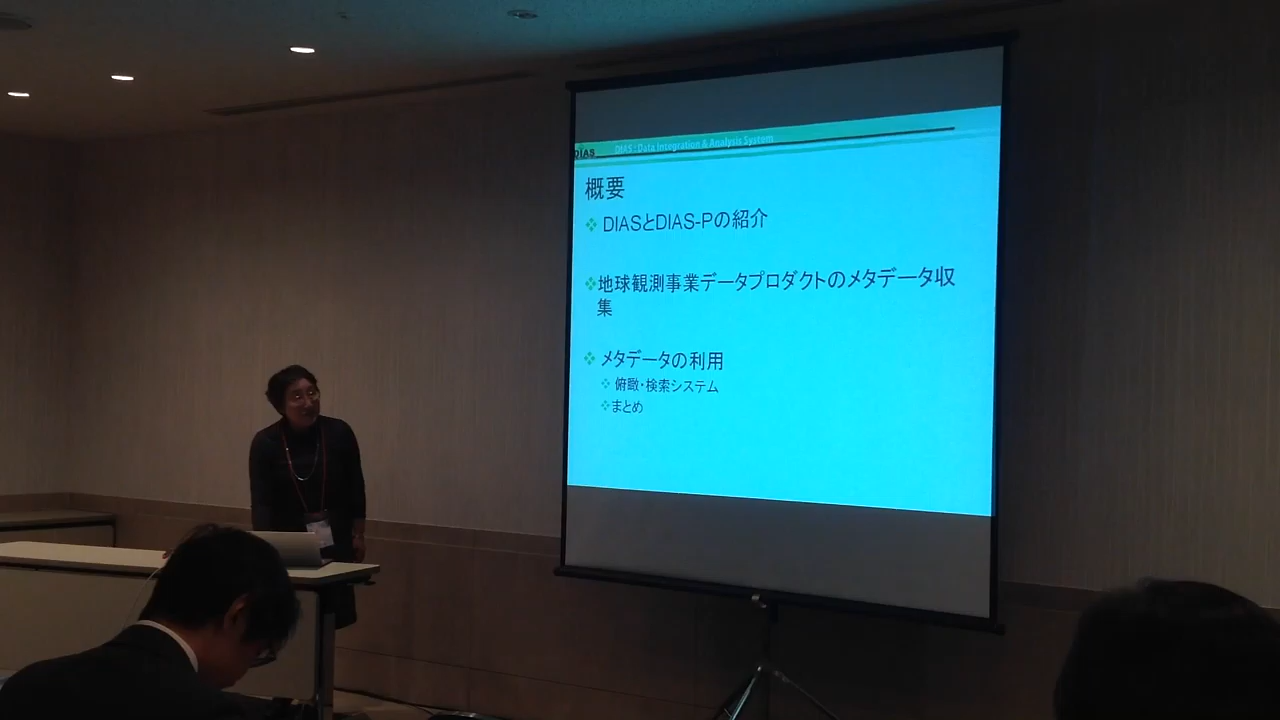 DIAS
DIAS : Data Integration & Analysis System
概要
DIASとDIAS-Pの紹介
地球観測事業データプロダクトのメタデータ収
集
メタデータの利用
俯瞰・検索システム
まとめ